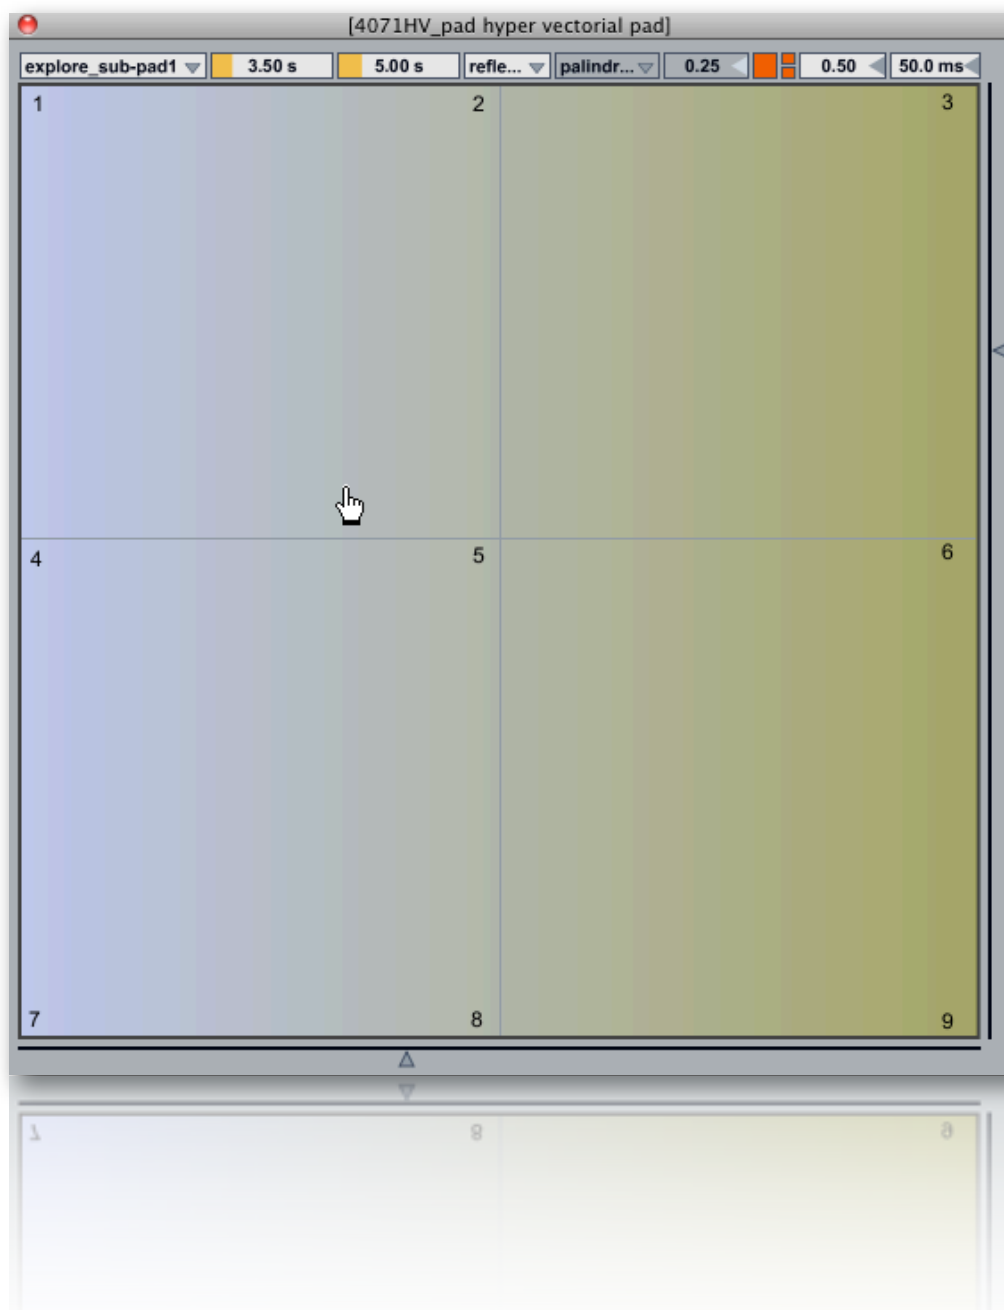 [4071HV_pad hyper vectorial pad]
explore_sub-pad1 3.50 s 5.00 s refle... palindr... 0.25 0.50 50.0 ms
1 2 3
4 5 6
7 8 9